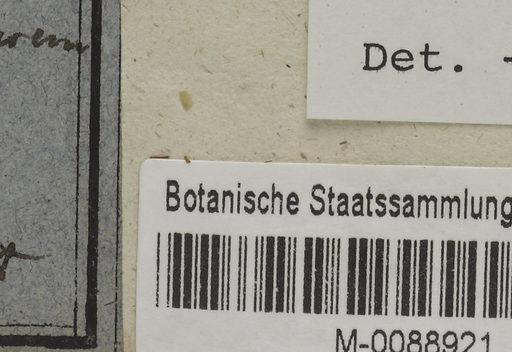 Det.
Botanische Staatssammlung
M-0088921